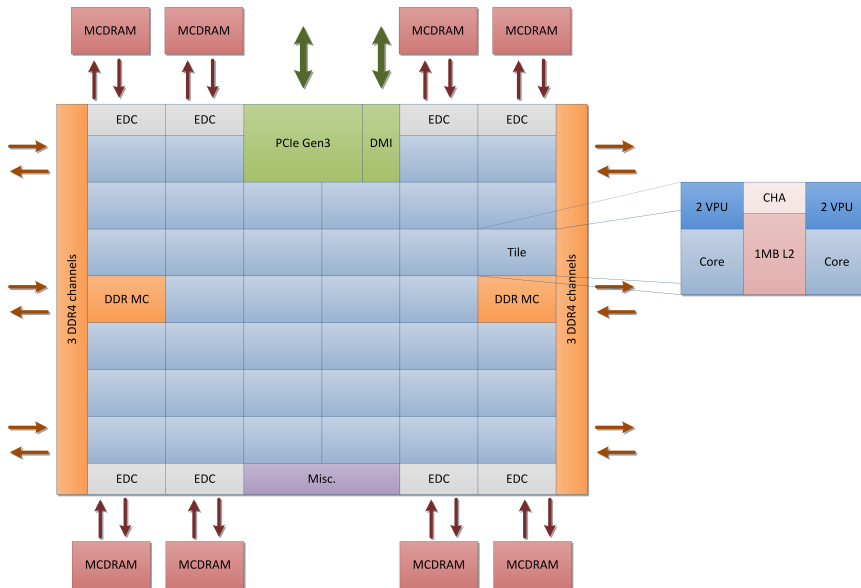 MCDRAM MCDRAM MCDRAM MCDRAM
EDC EDC PCIe Gen3 DMI EDC EDC
2 VPU CHA 2 VPU
Tile
Core 1MB L2 Core
3 DDR4 channels DDR MC DDR MC 3 DDR4 channels
EDC EDC Misc. EDC EDC
MCDRAM MCDRAM MCDRAM MCDRAM